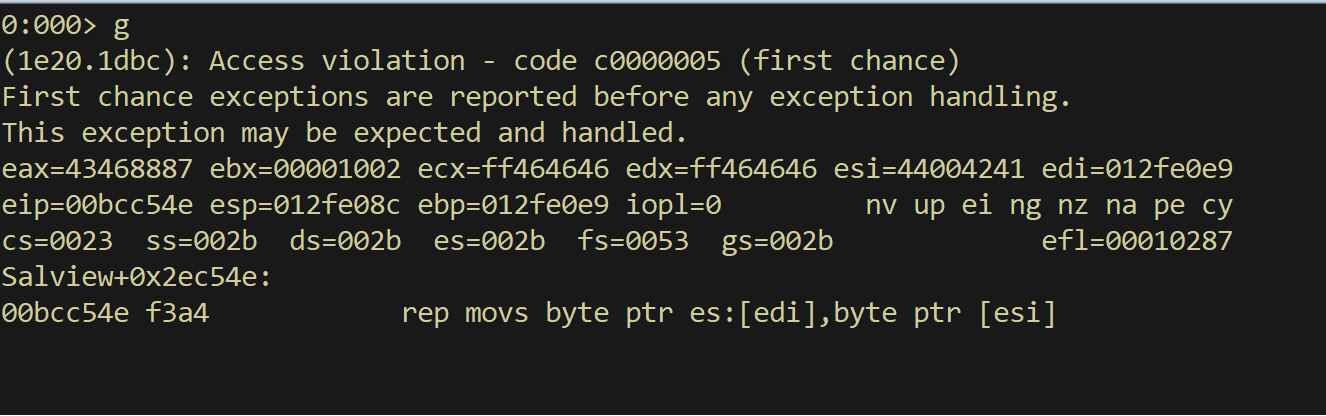 0:000> g
(1e20.1dbc): Access violation - code c0000005 (first chance)
First chance exceptions are reported before any exception handling.
This exception may be expected and handled.
eax=43468887 ebx=00001002 ecx=ff464646 edx=ff464646 esi=44004241 edi=012fe0e9
eip=00bcc54e esp=012fe08c ebp=012fe0e9 iopl=0         nv up ei ng nz na pe cy
cs=0023  ss=002b  ds=002b  es=002b  fs=0053  gs=002b             efl=00010287
Salview+0x2ec54e:
00bcc54e f3a4            rep movs byte ptr es:[edi],byte ptr [esi]